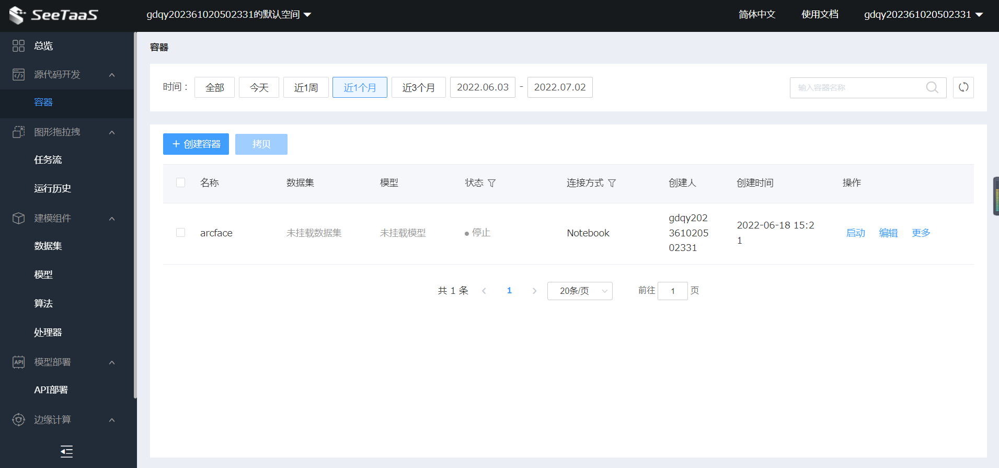 SeeTaaS
gdqy202361020502331的默认空间
简体中文
使用文档
gdqy202361020502331
总览
源代码开发
容器
图形拖拉拽
任务流
运行历史
建模组件
数据集
模型
算法
处理器
API
模型部署
API部署
边缘计算
容器
时间： 全部 今天 近1周 近1个月 近3个月 2022.06.03 - 2022.07.02
输入容器名称
创建容器 拷贝
名称 数据集 模型 状态 连接方式 创建人 创建时间 操作
arcface 未挂载数据集 未挂载模型 停止 Notebook
gdqy202
3610205
02331
2022-06-18 15:2
1
启动 编辑 更多
共 1 条 1 20条/页 前往 1 页